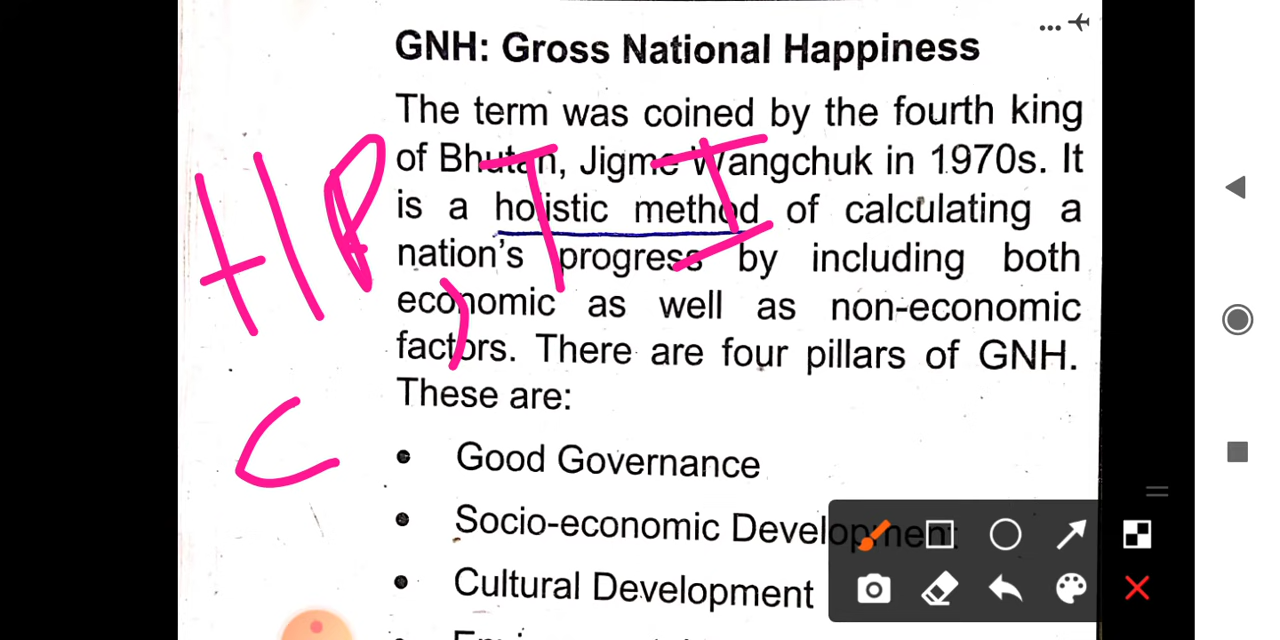 GNH: Gross National Happiness
The term was coined by the fourth king
of Bhutan, Jigme Wangchuk in 1970s. It
is a holistic method of calculating a
nation's progress by including both
economic as well as non-economic
factors. There are four pillars of GNH.
These are:
• Good Governance
• Socio-economic Development
• Cultural Development
HP, TI
C